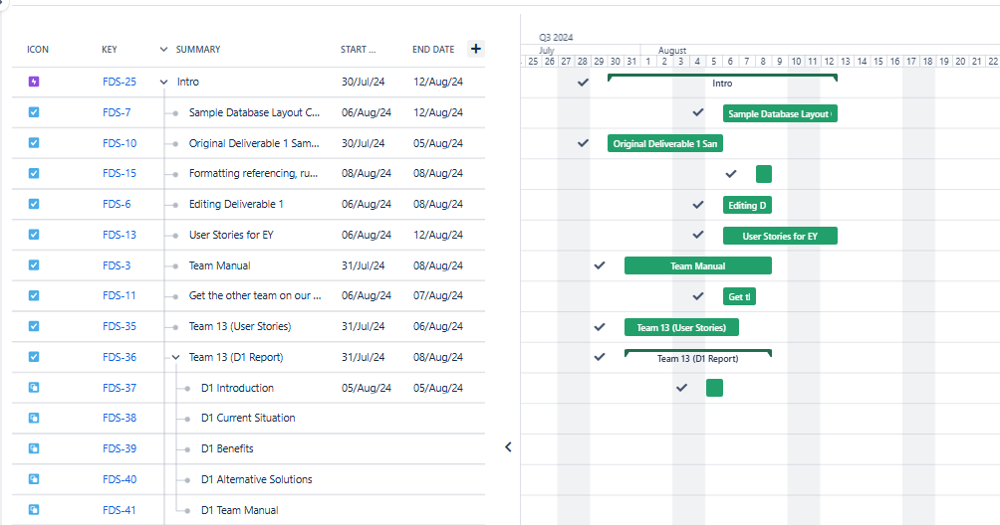 Q3 2024
July August
25 26 27 28 29 30 31 1 2 3 4 5 6 7 8 9 10 11 12 13 14 15 16 17 18 19 20 21 22
ICON KEY SUMMARY START ... END DATE +
FDS-25 Intro 30/Jul/24 12/Aug/24 Intro
FDS-7 Sample Database Layout C... 06/Aug/24 12/Aug/24 Sample Database Layout
FDS-10 Original Deliverable 1 Sam... 30/Jul/24 05/Aug/24 Original Deliverable 1 Sam
FDS-15 Formatting referencing, ru... 08/Aug/24 08/Aug/24
FDS-6 Editing Deliverable 1 06/Aug/24 08/Aug/24 Editing D
FDS-13 User Stories for EY 06/Aug/24 12/Aug/24 User Stories for EY
FDS-3 Team Manual 31/Jul/24 08/Aug/24 Team Manual
FDS-11 Get the other team on our ... 06/Aug/24 07/Aug/24 Get
FDS-35 Team 13 (User Stories) 31/Jul/24 06/Aug/24 Team 13 (User Stories)
FDS-36 Team 13 (D1 Report) 31/Jul/24 08/Aug/24 Team 13 (D1 Report)
FDS-37 D1 Introduction 05/Aug/24 05/Aug/24
FDS-38 D1 Current Situation
FDS-39 D1 Benefits
FDS-40 D1 Alternative Solutions
FDS-41 D1 Team Manual